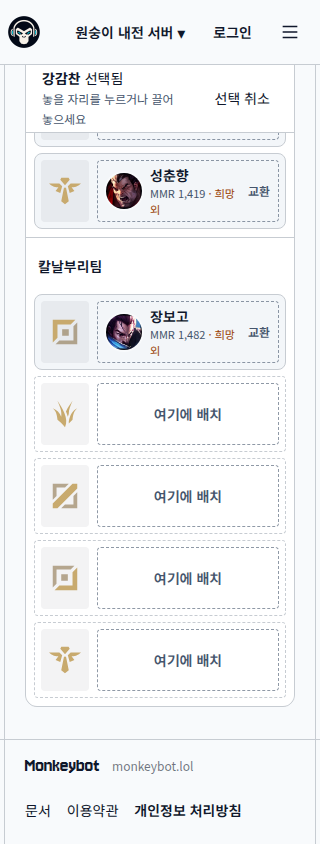 원숭이 내전 서버 ▾
로그인
강감찬 선택됨
놓을 자리를 누르거나 끌어
놓으세요
선택 취소
성춘향
MMR 1,419 · 희망
외
교환
칼날부리팀
장보고
MMR 1,482 · 희망
외
교환
여기에 배치
여기에 배치
여기에 배치
여기에 배치
Monkeybot
monkeybot.lol
문서
이용약관
개인정보 처리방침